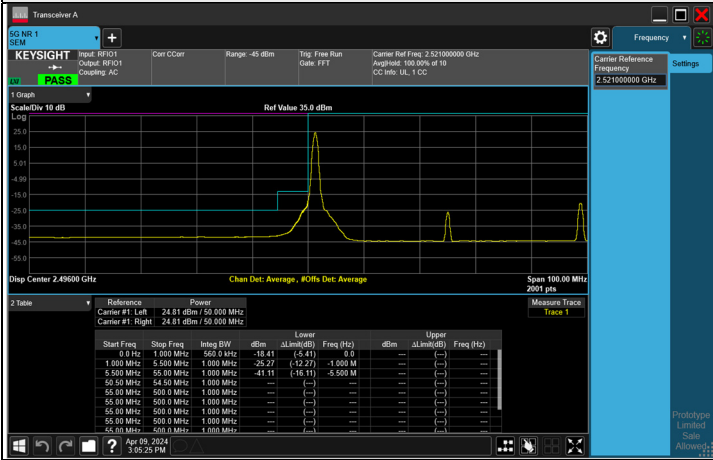 Transceiver A
5G NR 1
SEM
Frequency
KEYSIGHT
Input: RFIO1
Output: RFIO1
Coupling: AC
Corr CCorr
Range: -45 dBm
Trig: Free Run
Gate: FFT
Carrier Ref Freq: 2.521000000 GHz
Avg|Hold: 100.00% of 10
CC Info: UL, 1 CC
PASS
Carrier Reference
Frequency
2.521000000 GHz
Settings
1 Graph
Scale/Div 10 dB
Ref Value 35.0 dBm
Log
25.0
15.0
5.01
-4.99
-15.0
-25.0
-35.0
-45.0
-55.0
Disp Center 2.49600 GHz
Chan Det: Average , #Offs Det: Average
Span 100.00 MHz
2001 pts
2 Table
Reference Power
Carrier #1: Left 24.81 dBm / 50.000 MHz
Carrier #1: Right 24.81 dBm / 50.000 MHz
Measure Trace
Trace 1
Lower Upper
Start Freq Stop Freq Integ BW dBm ΔLimit(dB) Freq (Hz) dBm ΔLimit(dB) Freq (Hz)
0.0 Hz 1.000 MHz 560.0 kHz -18.41 (-5.41) 0.0 --- (---) ---
1.000 MHz 5.500 MHz 1.000 MHz -25.27 (-12.27) -1.000 M --- (---) ---
5.500 MHz 55.00 MHz 1.000 MHz -41.11 (-16.11) -5.500 M --- (---) ---
50.50 MHz 54.50 MHz 1.000 MHz --- (---) --- --- (---) ---
55.00 MHz 500.0 MHz 1.000 MHz --- (---) --- --- (---) ---
55.00 MHz 500.0 MHz 1.000 MHz --- (---) --- --- (---) ---
55.00 MHz 500.0 MHz 1.000 MHz --- (---) --- --- (---) ---
55.00 MHz 500.0 MHz 1.000 MHz --- (---) --- --- (---) ---
55.00 MHz 500.0 MHz 1.000 MHz --- (---) --- --- (---) ---
Prototype
Limited
Sale
Allowed
?
Apr 09, 2024
3:05:25 PM